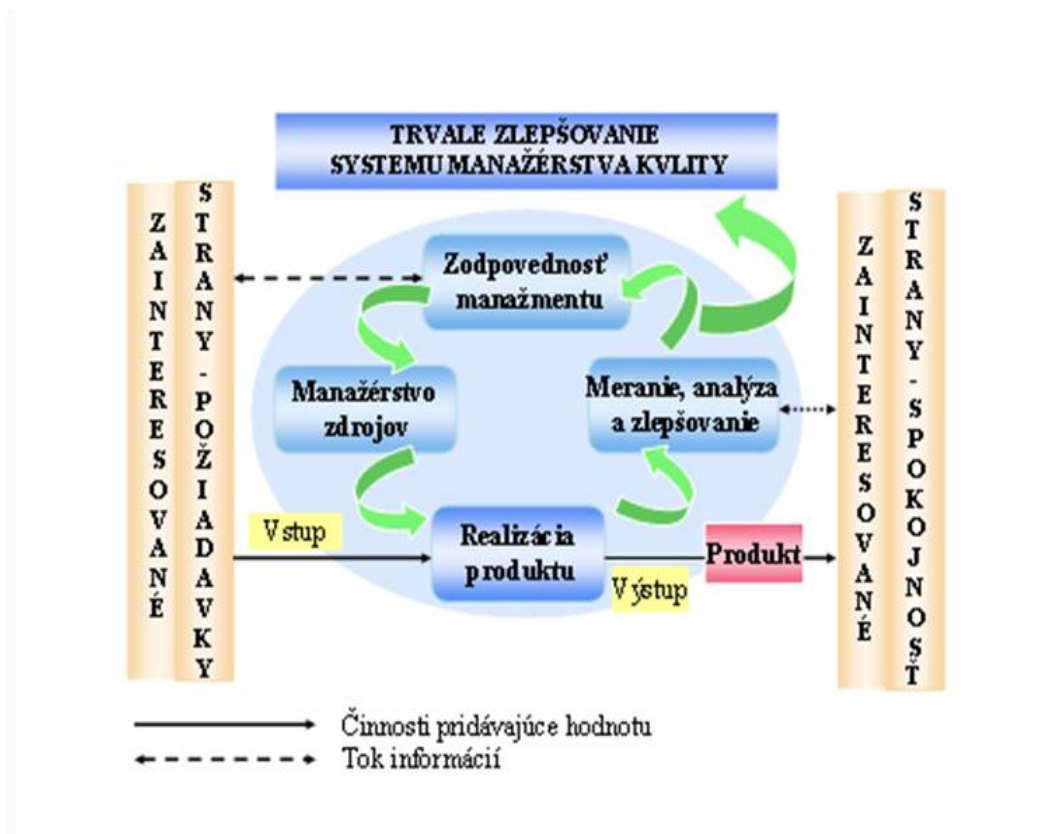 TRVALE ZLEPŠOVANIE
SYSTEMU MANAŽÉRSTVA KVLITY
ZAINTERESOVANÉ
STRANY-POŽIADAVKY
Zodpovednosť
manažmentu
Manažérstvo
zdrojov
Meranie, analýza
a zlepšovanie
Vstup
Realizácia
produktu
Výstup
Produkt
ZAINTERESOVANÉ
STRANY-SPOKOJNOSŤ
Činnosti pridávajúce hodnotu
Tok informácií